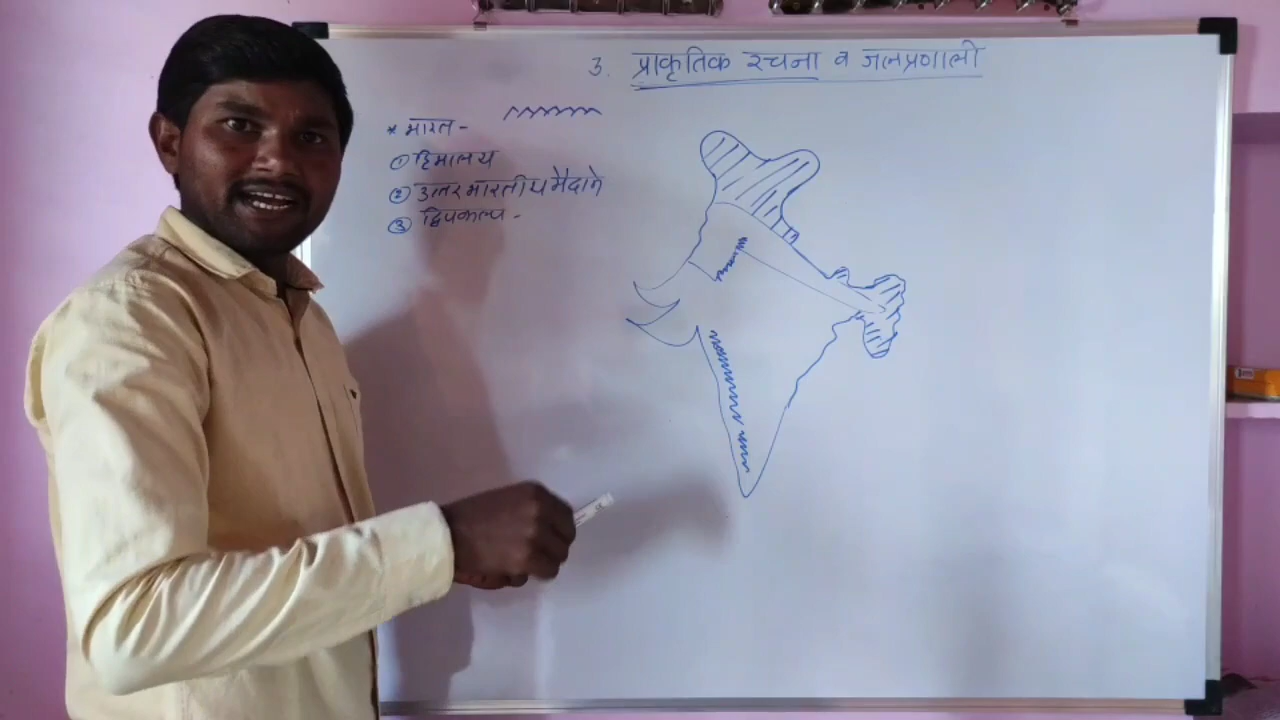 3. प्राकृतिक रचना व जलप्रणाली
* भारत -
① हिमालय
② उत्तर भारतीय मैदाने
③ द्विपकल्प -